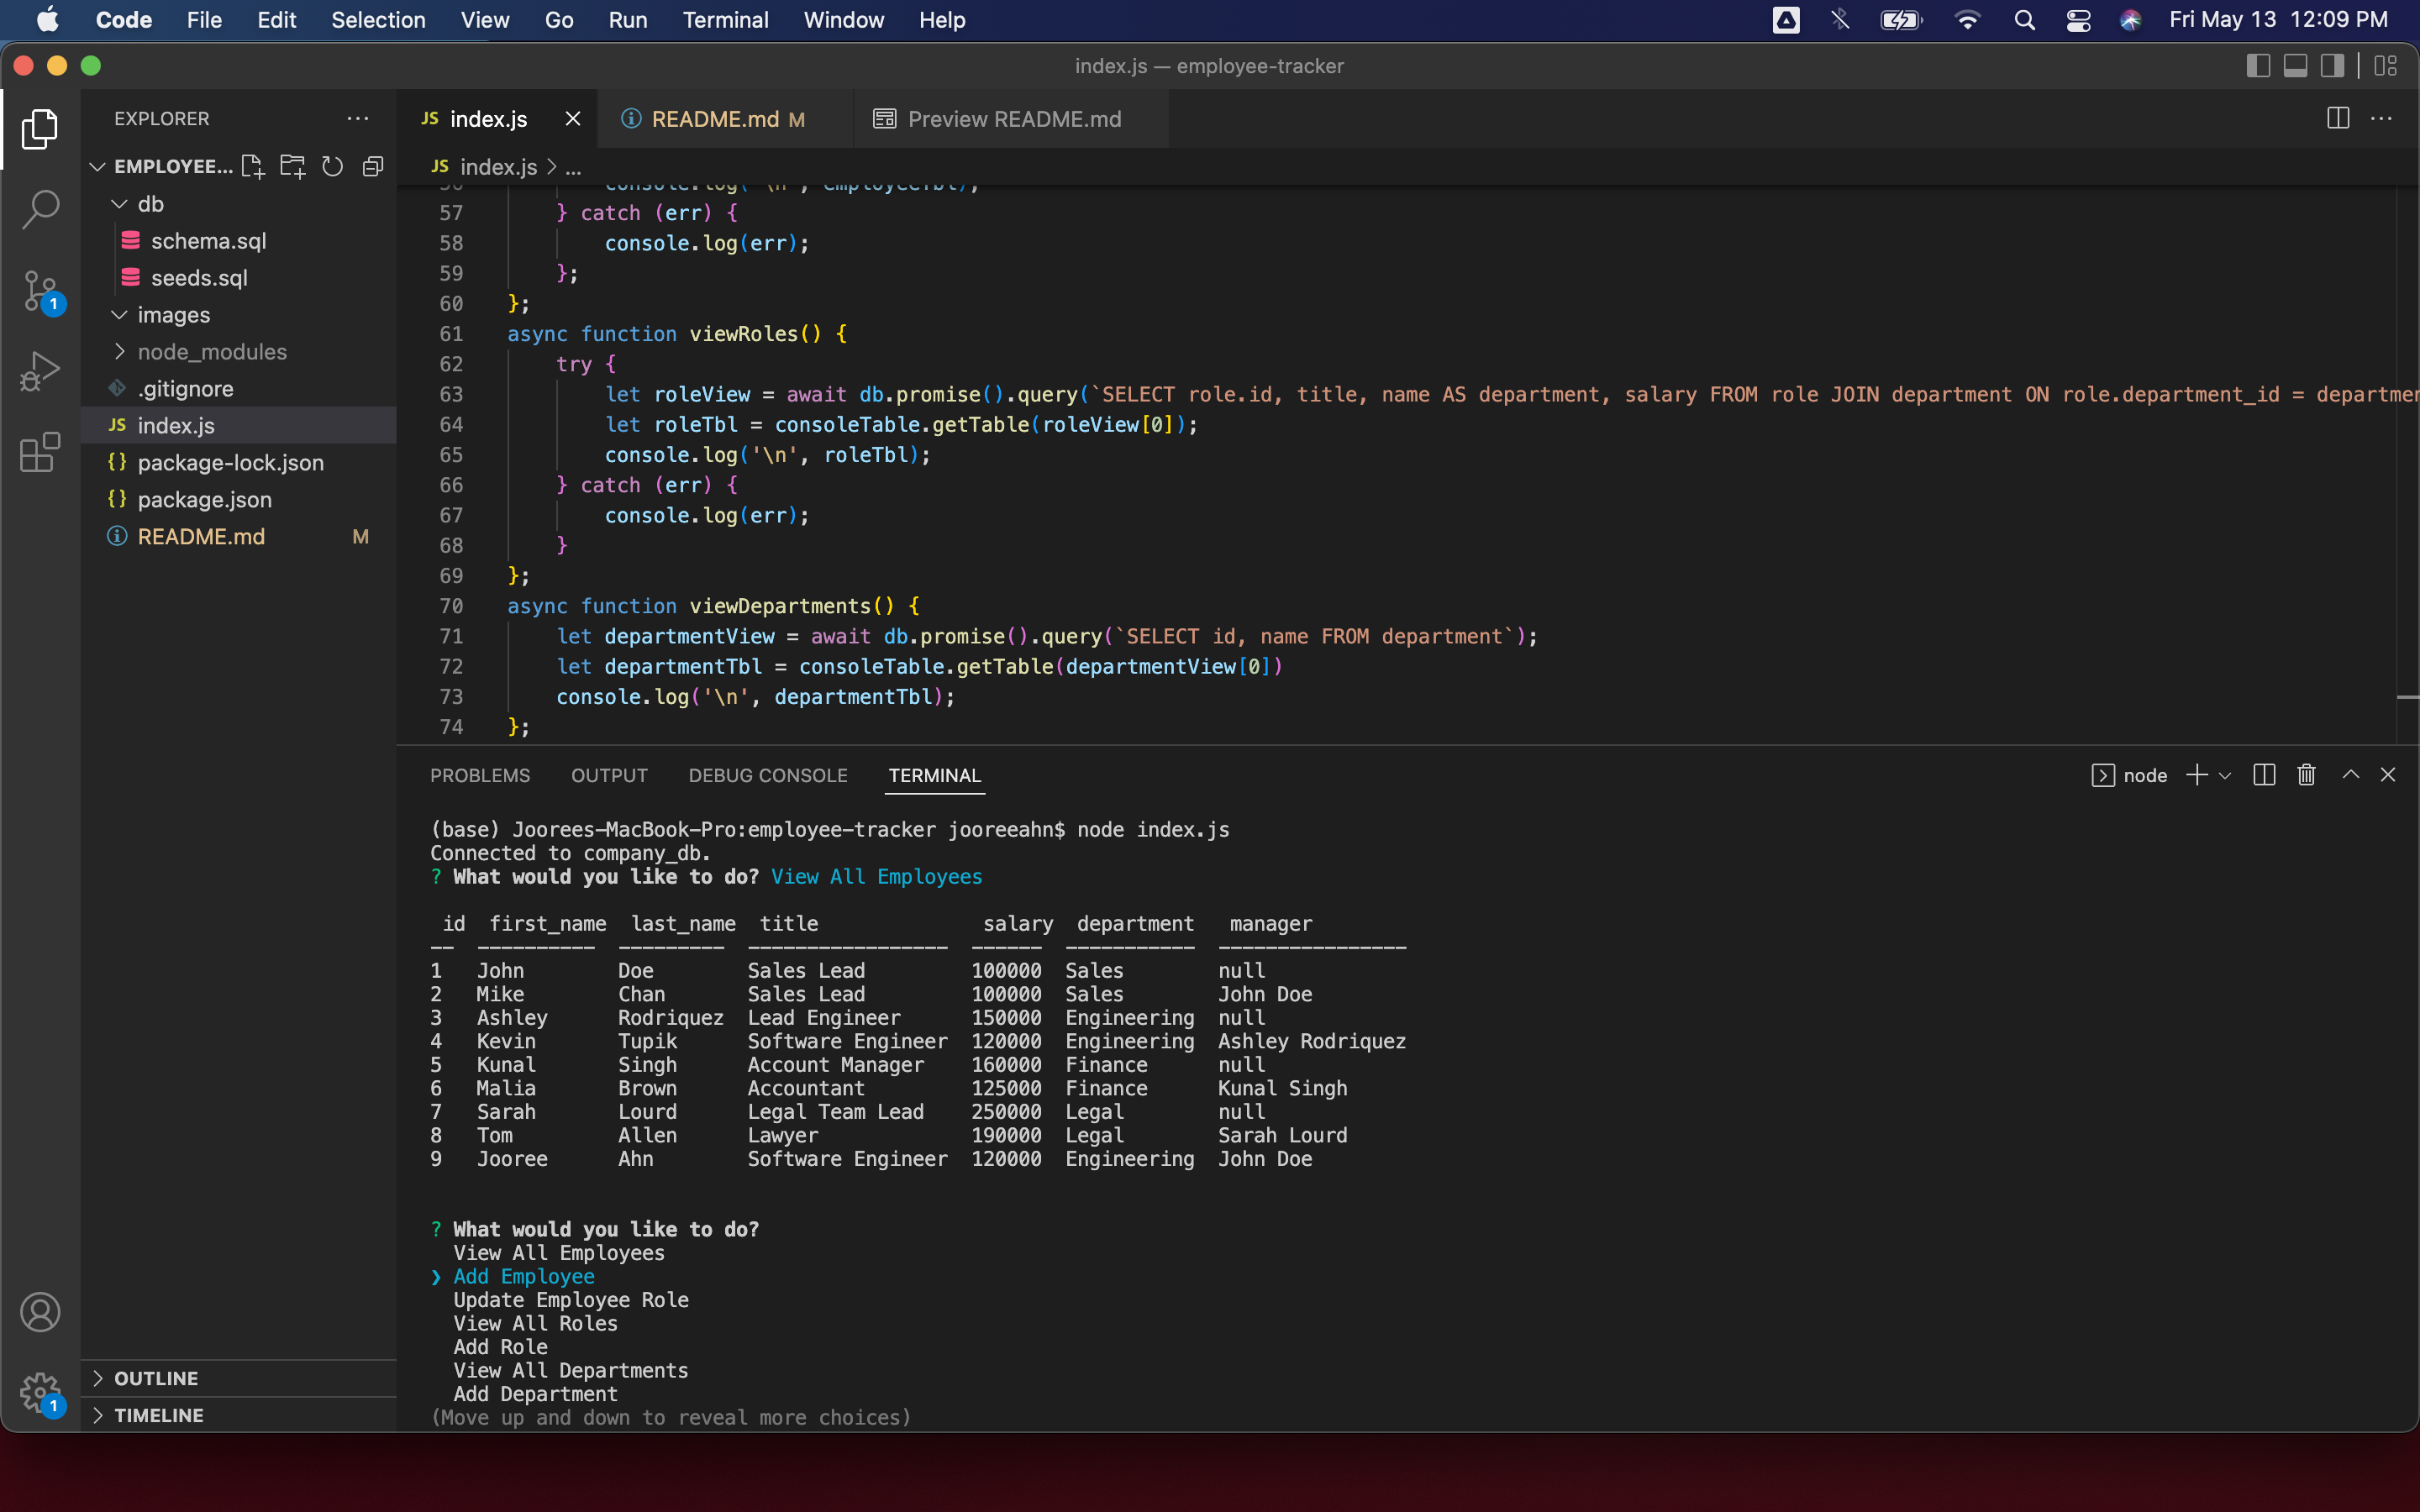 Code File Edit Selection View Go Run Terminal Window Help Fri May 13 12:09 PM
index.js — employee-tracker
EXPLORER
EMPLOYEE...
db
schema.sql
seeds.sql
images
node_modules
.gitignore
JS index.js
{} package-lock.json
{} package.json
README.md M
OUTLINE
TIMELINE
1
1
JS index.js README.md M Preview README.md
JS index.js > ...
56 console.log('\n', employeeTbl);
57 } catch (err) {
58 console.log(err);
59 };
60 };
61 async function viewRoles() {
62 try {
63 let roleView = await db.promise().query(`SELECT role.id, title, name AS department, salary FROM role JOIN department ON role.department_id = departmen
64 let roleTbl = consoleTable.getTable(roleView[0]);
65 console.log('\n', roleTbl);
66 } catch (err) {
67 console.log(err);
68 }
69 };
70 async function viewDepartments() {
71 let departmentView = await db.promise().query(`SELECT id, name FROM department`);
72 let departmentTbl = consoleTable.getTable(departmentView[0])
73 console.log('\n', departmentTbl);
74 };
PROBLEMS OUTPUT DEBUG CONSOLE TERMINAL node
(base) Joorees-MacBook-Pro:employee-tracker jooreeahn$ node index.js
Connected to company_db.
? What would you like to do? View All Employees
id first_name last_name title salary department manager
-- ---------- --------- ----------------- ------ ----------- ----------------
1 John Doe Sales Lead 100000 Sales null
2 Mike Chan Sales Lead 100000 Sales John Doe
3 Ashley Rodriquez Lead Engineer 150000 Engineering null
4 Kevin Tupik Software Engineer 120000 Engineering Ashley Rodriquez
5 Kunal Singh Account Manager 160000 Finance null
6 Malia Brown Accountant 125000 Finance Kunal Singh
7 Sarah Lourd Legal Team Lead 250000 Legal null
8 Tom Allen Lawyer 190000 Legal Sarah Lourd
9 Jooree Ahn Software Engineer 120000 Engineering John Doe
? What would you like to do?
View All Employees
❯ Add Employee
Update Employee Role
View All Roles
Add Role
View All Departments
Add Department
(Move up and down to reveal more choices)